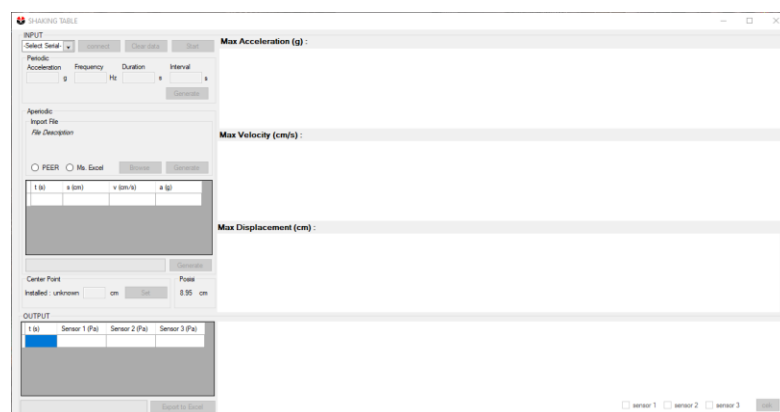 SHAKING TABLE
INPUT
-Select Serial- connect Clear data Start
Periodic
Acceleration Frequency Duration Interval
g Hz s s
Generate
Aperiodic
Import File
File Description
PEER Ms. Excel Browse Generate
t (s) s (cm) v (cm/s) a (g)
Generate
Center Point Posisi
Installed : unknown cm Set 8.95 cm
OUTPUT
t (s) Sensor 1 (Pa) Sensor 2 (Pa) Sensor 3 (Pa)
Export to Excel
Max Acceleration (g) :
Max Velocity (cm/s) :
Max Displacement (cm) :
sensor 1 sensor 2 sensor 3